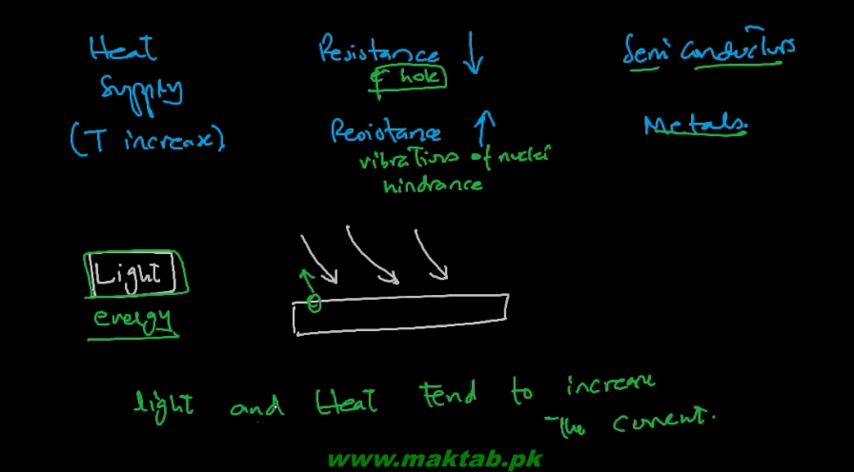 Heat
Supply
(T increase).
Resistance ↓
e⁻ hole
Semi Conductors
Resistance ↑
vibrations of nuclei
hindrance
Metals.
Light
energy
light and Heat Tend to increase
The current.
www.maktab.pk